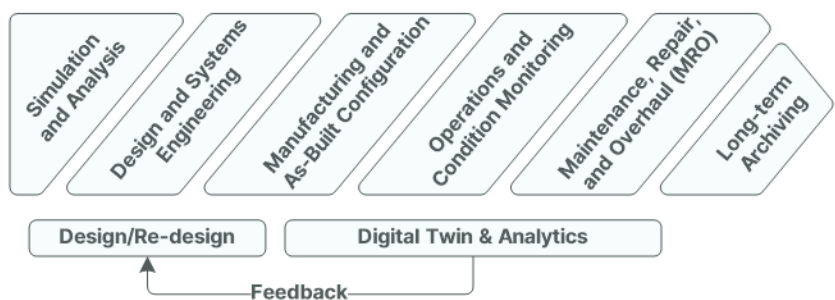 Simulation
and Analysis
Design and Systems
Engineering
Manufacturing and
As-Built Configuration
Operations and
Condition Monitoring
Maintenance, Repair,
and Overhaul (MRO)
Long-term
Archiving
Design/Re-design
Digital Twin & Analytics
Feedback